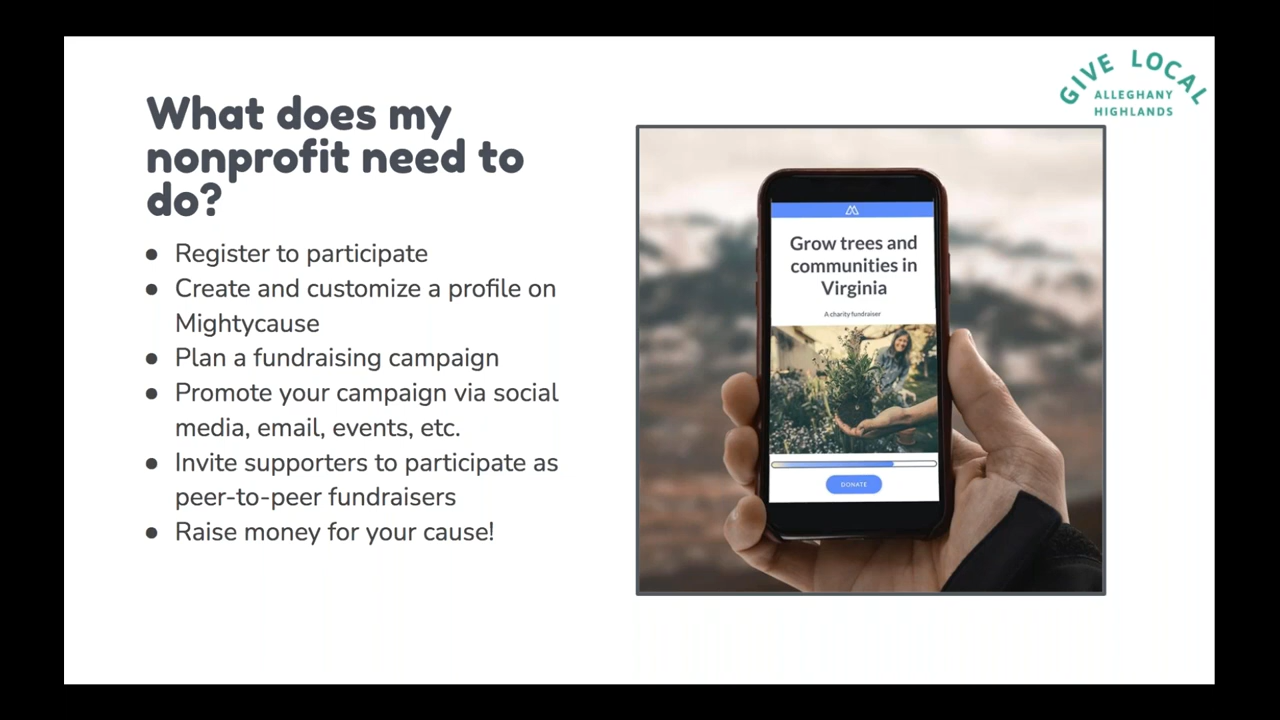 GIVE LOCAL
ALLEGHANY
HIGHLANDS
What does my
nonprofit need to
do?
● Register to participate
● Create and customize a profile on
Mightycause
● Plan a fundraising campaign
● Promote your campaign via social
media, email, events, etc.
● Invite supporters to participate as
peer-to-peer fundraisers
● Raise money for your cause!
Grow trees and
communities in
Virginia
A charity fundraiser
DONATE